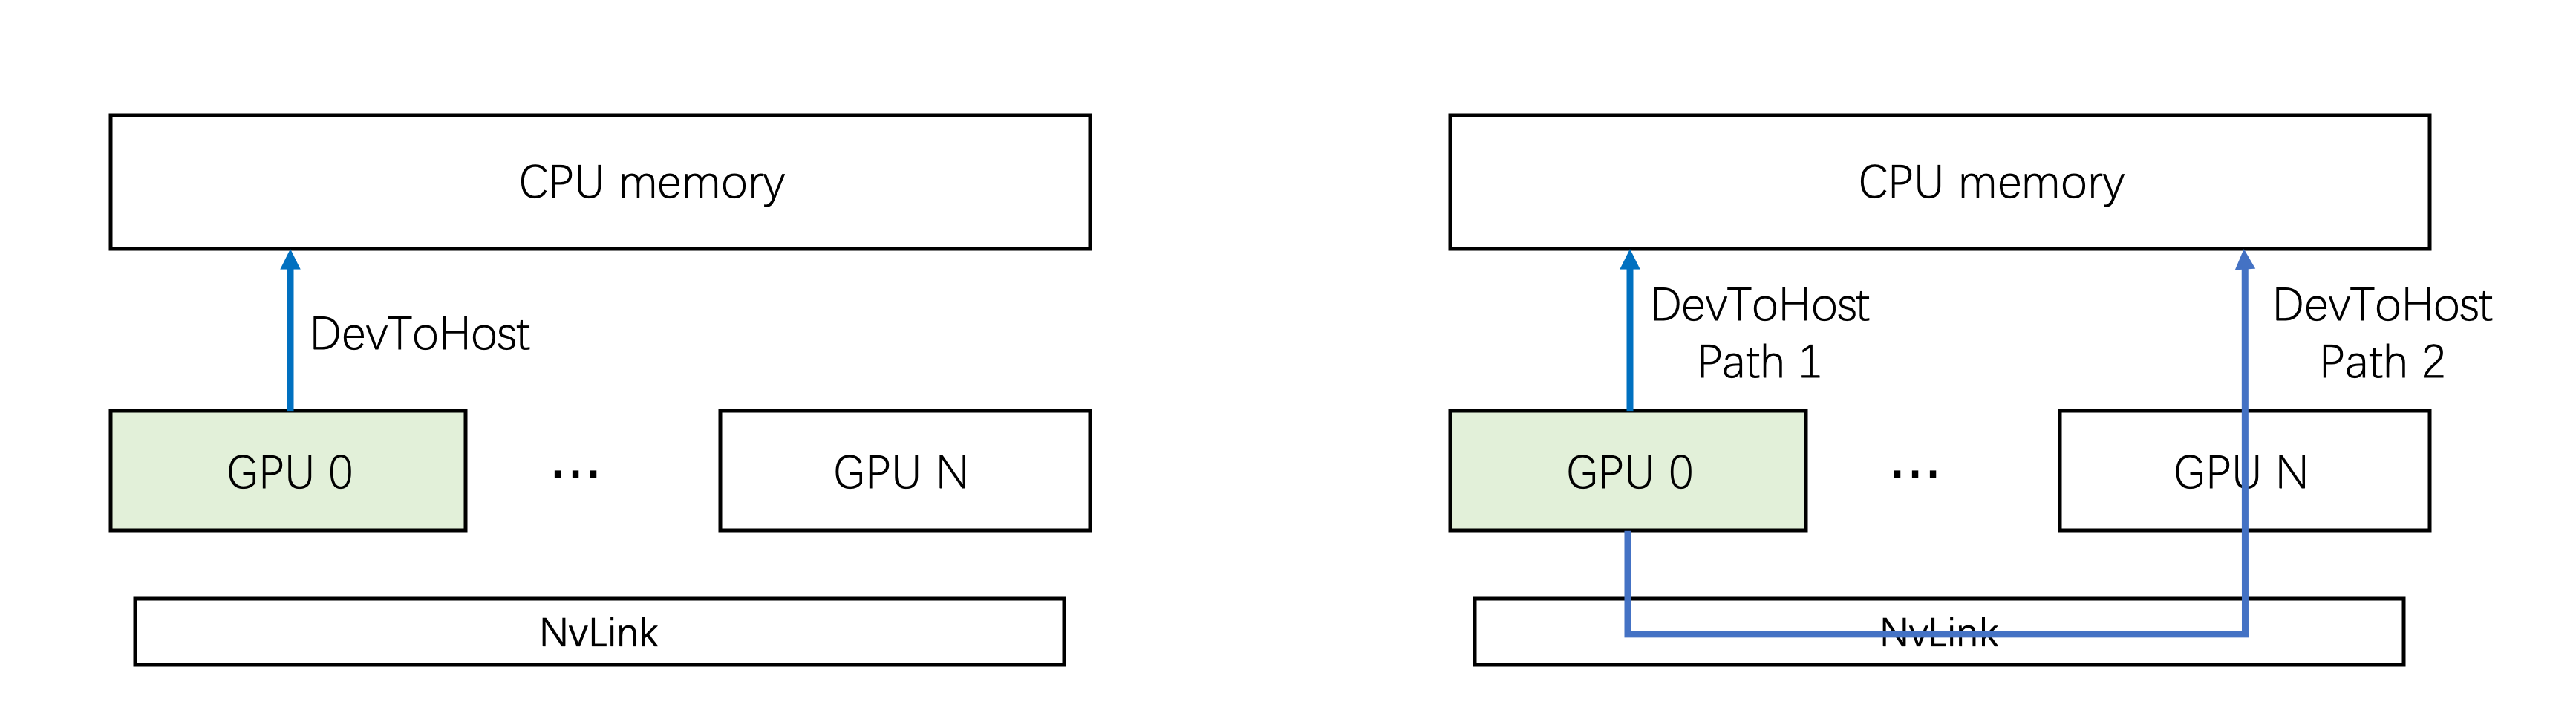 CPU memory
DevToHost
GPU 0
...
GPU N
NvLink
CPU memory
DevToHost
Path 1
DevToHost
Path 2
GPU 0
...
GPU N
NvLink